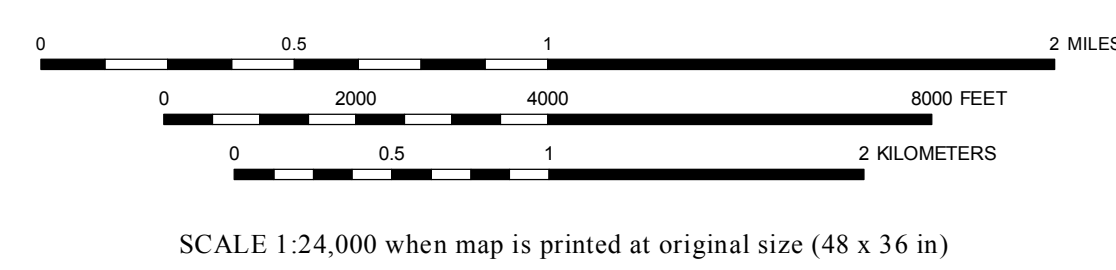 0 0.5 1 2 MILES
0 2000 4000 8000 FEET
0 0.5 1 2 KILOMETERS
SCALE 1:24,000 when map is printed at original size (48 x 36 in)